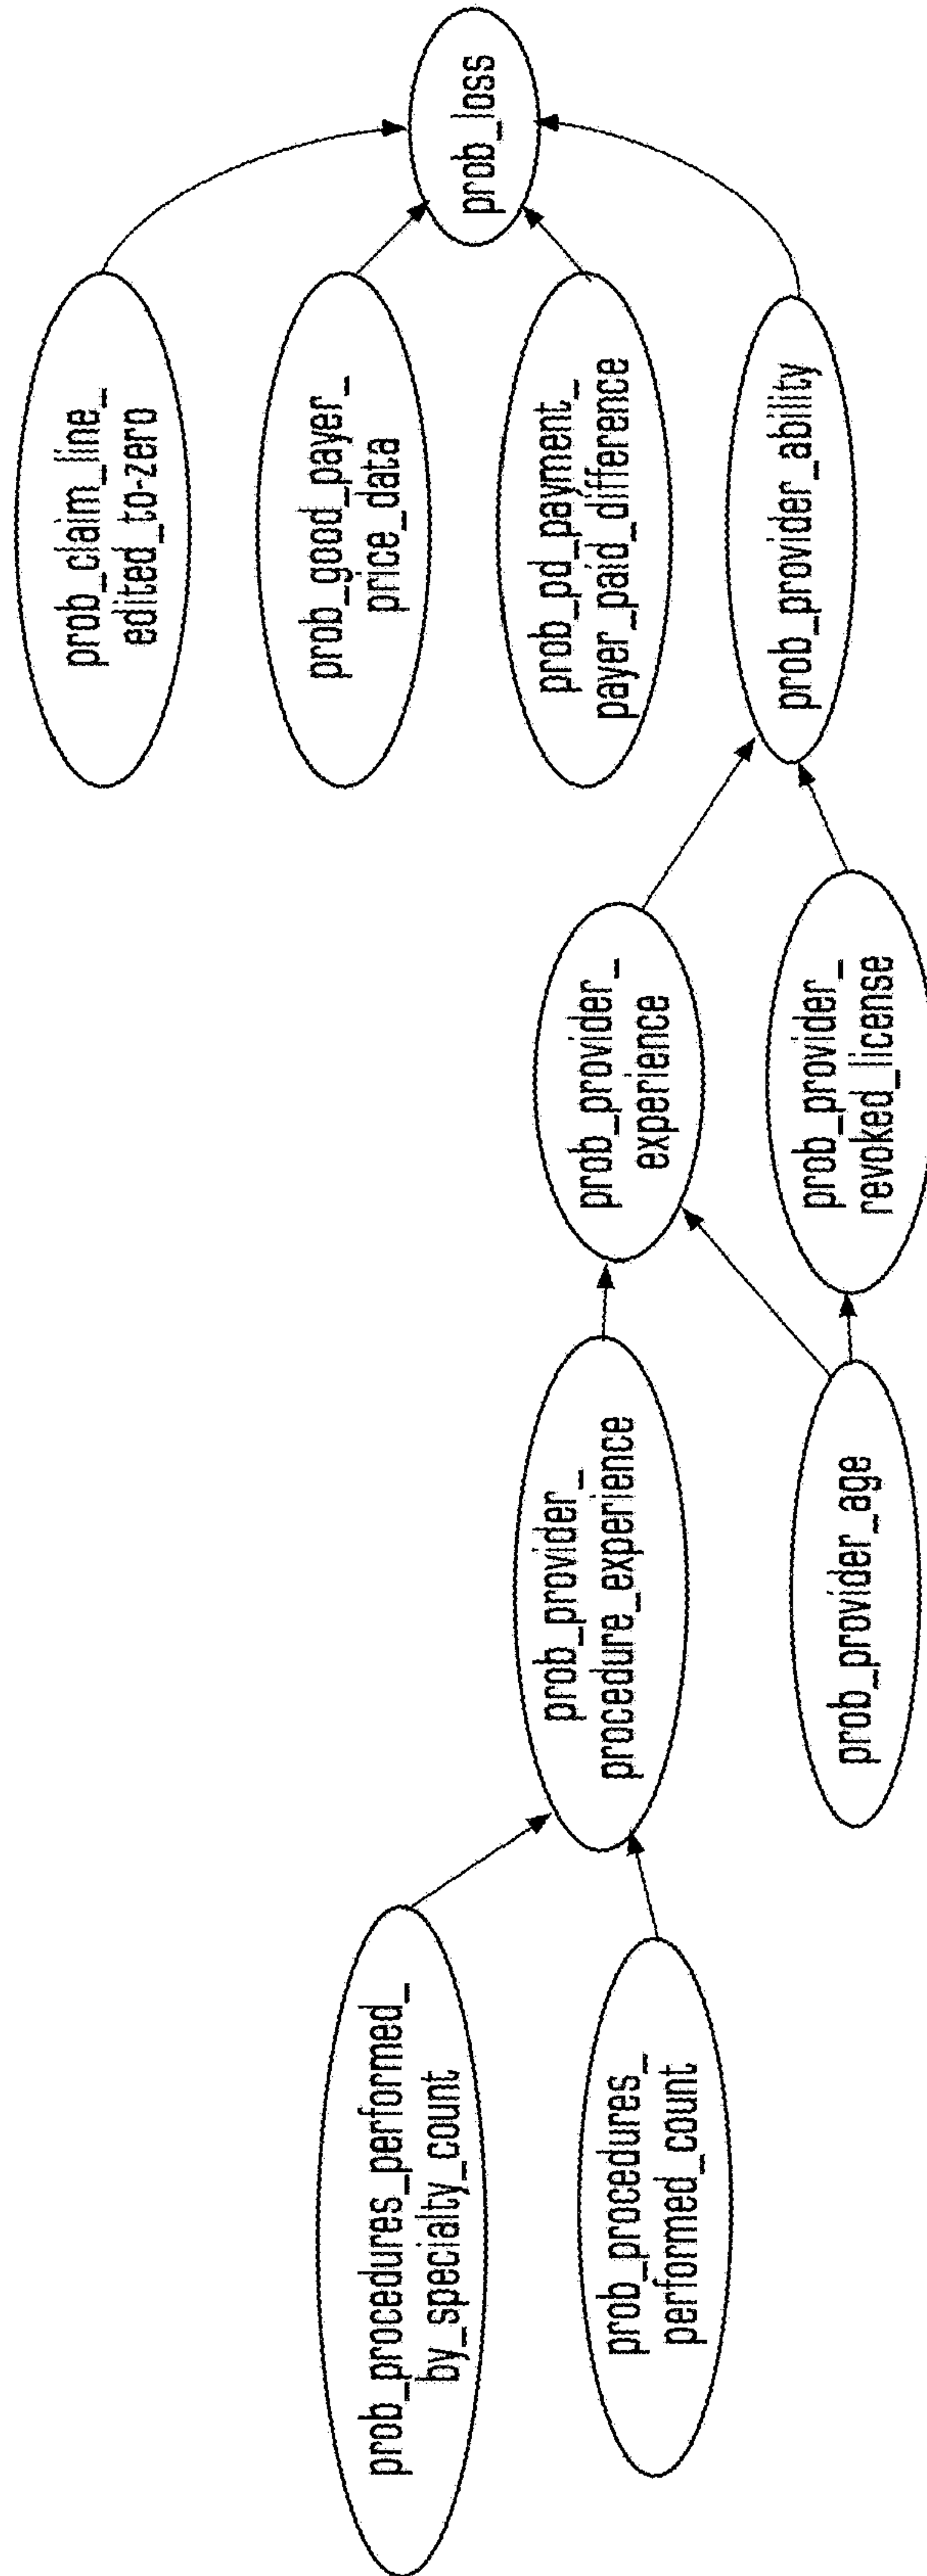 prob_procedures_performed_
by_specialty_count
prob_procedures_
performed_count
prob_provider_
procedure_experience
prob_provider_age
prob_provider_
experience
prob_provider_
revoked_license
prob_claim_line_
edited_to-zero
prob_good_payer_
price_data
prob_pd_payment_
payer_paid_difference
prob_provider_ability
prob_loss